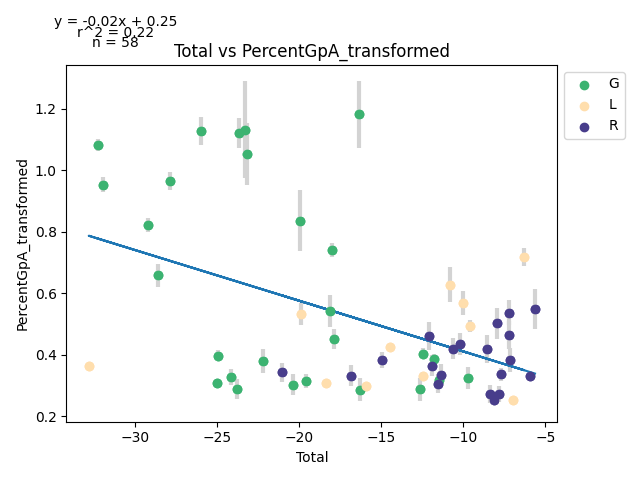 y = -0.02x + 0.25
r^2 = 0.22
n = 58
Total vs PercentGpA_transformed
G
L
R
PercentGpA_transformed
1.2
1.0
0.8
0.6
0.4
0.2
−30
−25
−20
−15
−10
−5
Total